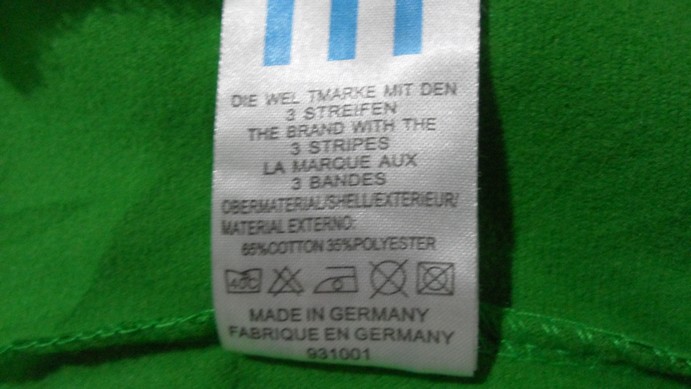 DIE WEL TMARKE MIT DEN
3 STREIFEN
THE BRAND WITH THE
3 STRIPES
LA MARQUE AUX
3 BANDES
OBERMATERIAL/SHELL/EXTERIEUR/
MATERIAL EXTERNO:
65%COTTON 35%POLYESTER
40C
MADE IN GERMANY
FABRIQUE EN GERMANY
931001